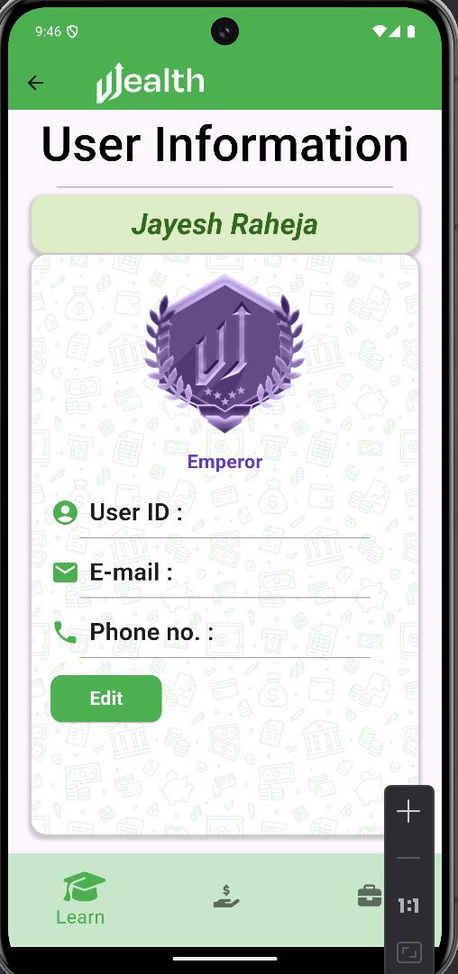 9:46
Wealth
User Information
Jayesh Raheja
Emperor
User ID :
E-mail :
Phone no. :
Edit
Learn
1:1